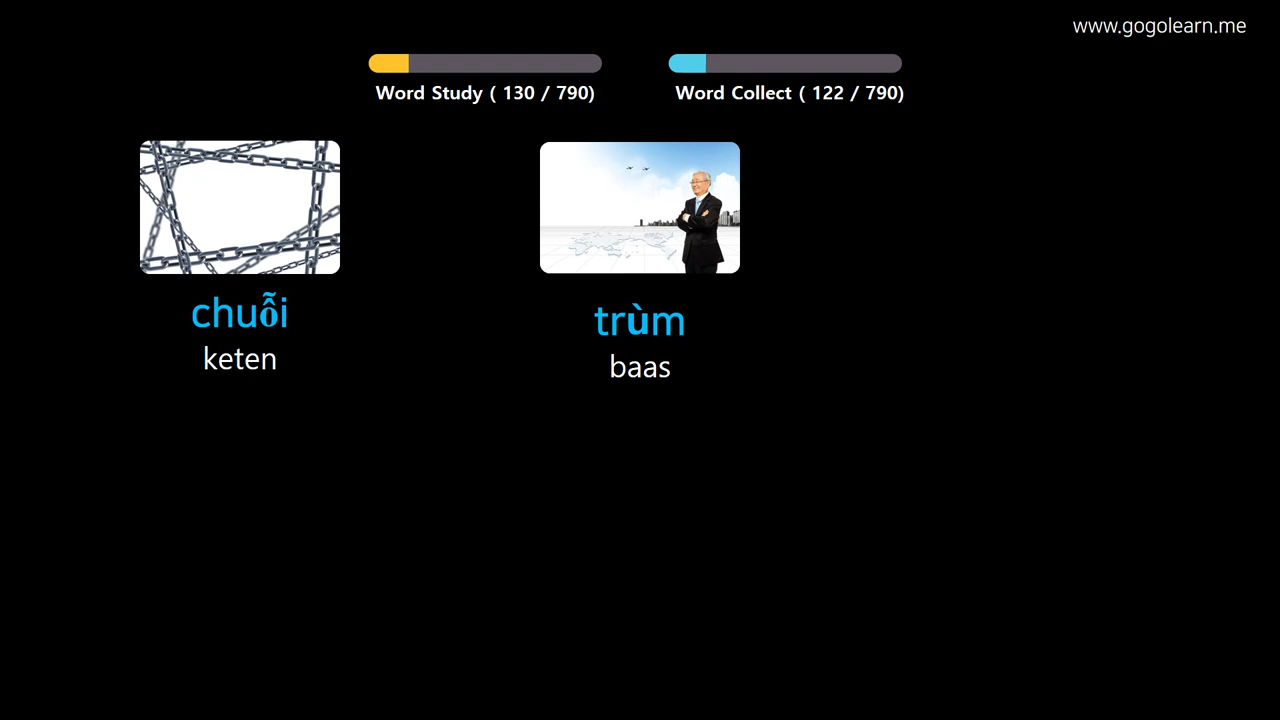 www.gogolearn.me
Word Study ( 130 / 790)
Word Collect ( 122 / 790)
chuỗi
keten
trùm
baas